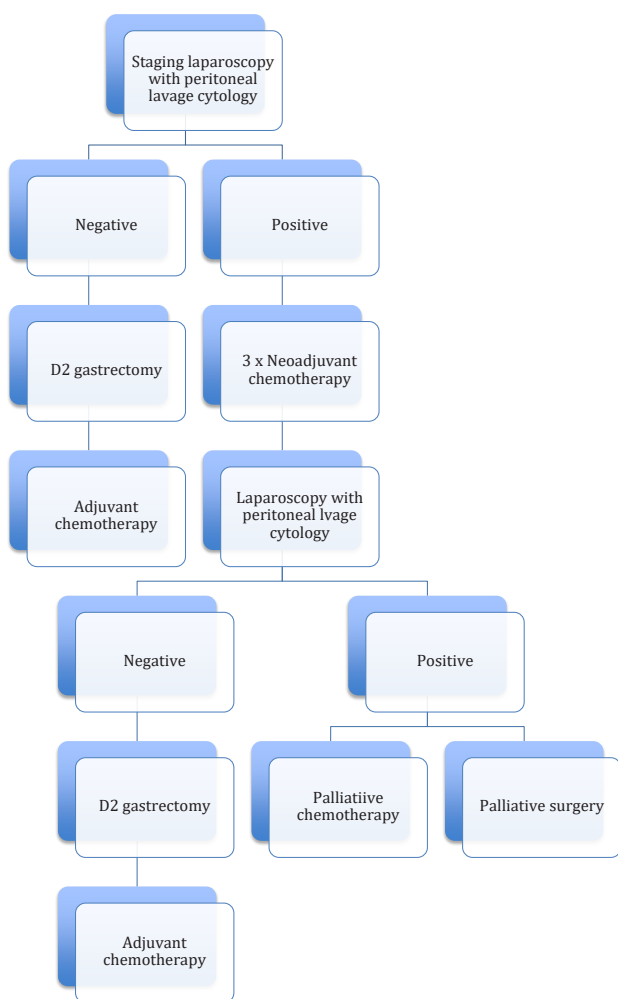 Staging laparoscopy
with peritoneal
lavage cytology
Negative
Positive
D2 gastrectomy
3 x Neoadjuvant
chemotherapy
Adjuvant
chemotherapy
Laparoscopy with
peritoneal lvage
cytology
Negative
Positive
D2 gastrectomy
Palliatiive
chemotherapy
Palliative surgery
Adjuvant
chemotherapy